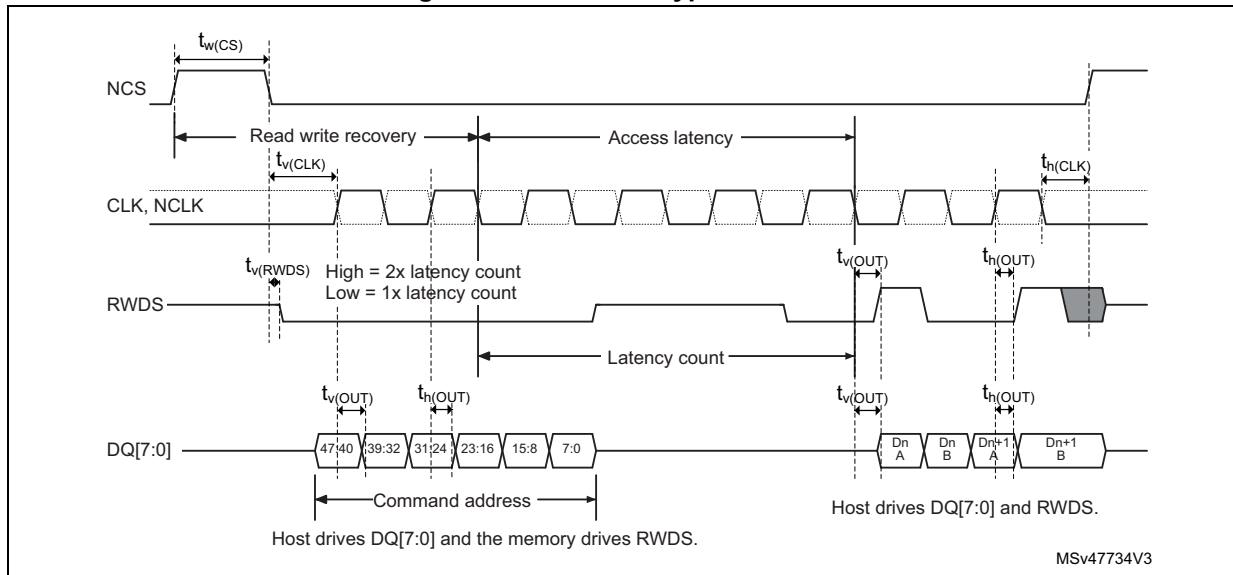 tw(CS)
NCS
Read write recovery
Access latency
tv(CLK)
th(CLK)
CLK, NCLK
tv(RWDS)
High = 2x latency count
Low = 1x latency count
tv(OUT)
th(OUT)
RWDS
Latency count
tv(OUT)
th(OUT)
tv(OUT)
th(OUT)
DQ[7:0]
47:40 39:32 31:24 23:16 15:8 7:0
Dn A
Dn B
Dn+1 A
Dn+1 B
Command address
Host drives DQ[7:0] and RWDS.
Host drives DQ[7:0] and the memory drives RWDS.
MSv47734V3